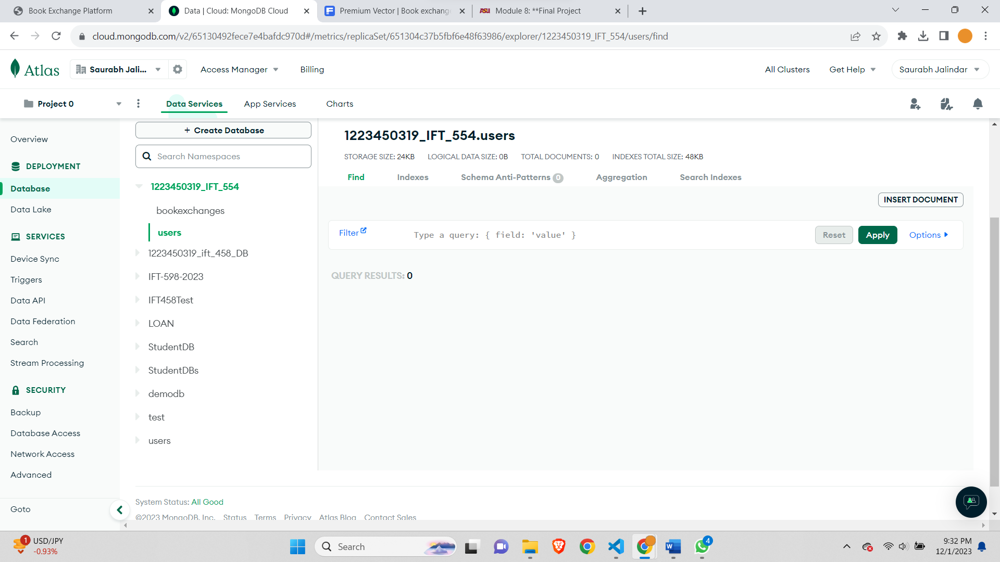 Book Exchange Platform
Data | Cloud: MongoDB Cloud
Premium Vector | Book exchang
ASU Module 8: **Final Project
cloud.mongodb.com/v2/65130492fece7e4bafdc970d#/metrics/replicaSet/651304c37b5fbf6e48f63986/explorer/1223450319_IFT_554/users/find
Atlas
Saurabh Jali...
Access Manager
Billing
All Clusters
Get Help
Saurabh Jalindar
Project 0
Data Services
App Services
Charts
Overview
DEPLOYMENT
Database
Data Lake
SERVICES
Device Sync
Triggers
Data API
Data Federation
Search
Stream Processing
SECURITY
Backup
Database Access
Network Access
Advanced
Goto
+ Create Database
Search Namespaces
1223450319_IFT_554
bookexchanges
users
1223450319_ift_458_DB
IFT-598-2023
IFT458Test
LOAN
StudentDB
StudentDBs
demodb
test
users
1223450319_IFT_554.users
STORAGE SIZE: 24KB LOGICAL DATA SIZE: 0B TOTAL DOCUMENTS: 0 INDEXES TOTAL SIZE: 48KB
Find Indexes Schema Anti-Patterns 0 Aggregation Search Indexes
INSERT DOCUMENT
Filter Type a query: { field: 'value' } Reset Apply Options
QUERY RESULTS: 0
System Status: All Good
©2023 MongoDB, Inc. Status Terms Privacy Atlas Blog Contact Sales
1
USD/JPY
-0.93%
Search
4
9:32 PM
12/1/2023